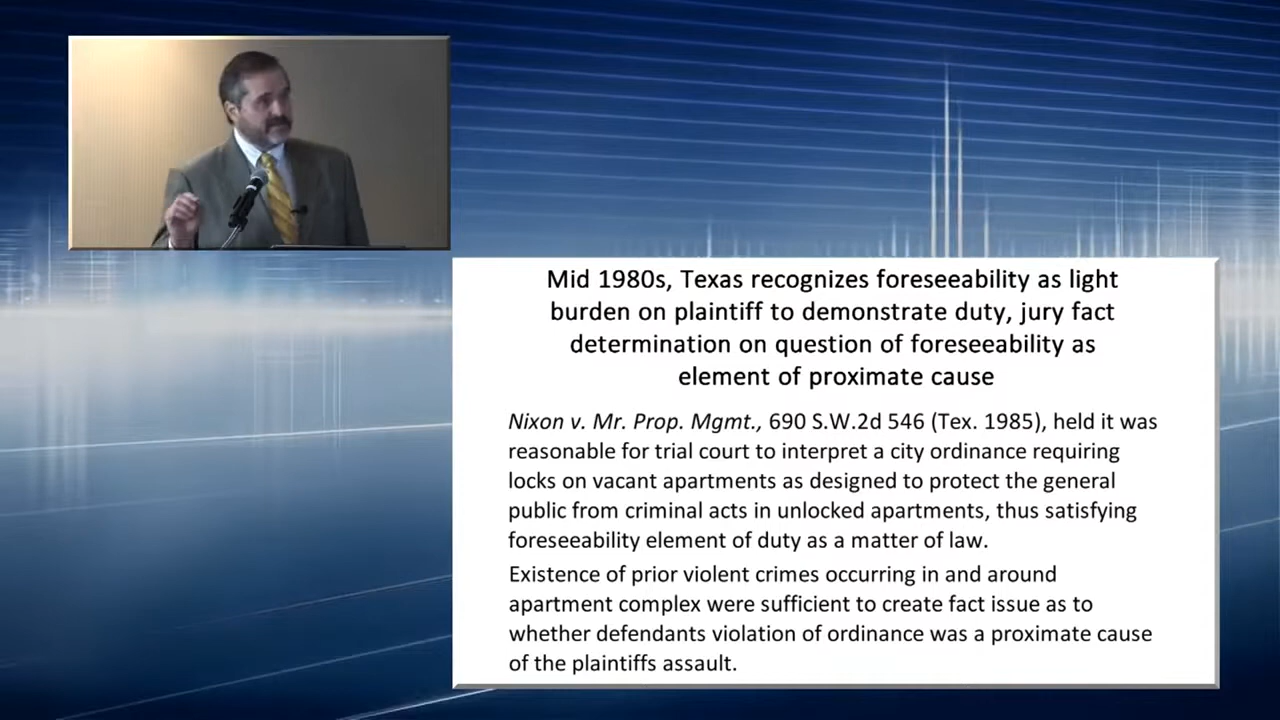 Mid 1980s, Texas recognizes foreseeability as light
burden on plaintiff to demonstrate duty, jury fact
determination on question of foreseeability as
element of proximate cause
Nixon v. Mr. Prop. Mgmt., 690 S.W.2d 546 (Tex. 1985), held it was
reasonable for trial court to interpret a city ordinance requiring
locks on vacant apartments as designed to protect the general
public from criminal acts in unlocked apartments, thus satisfying
foreseeability element of duty as a matter of law.
Existence of prior violent crimes occurring in and around
apartment complex were sufficient to create fact issue as to
whether defendants violation of ordinance was a proximate cause
of the plaintiffs assault.